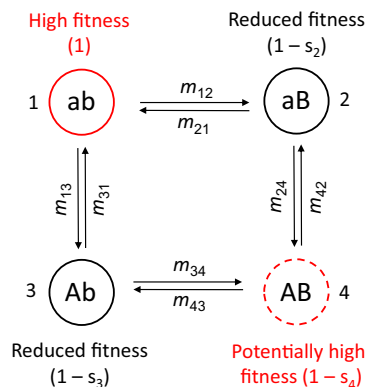 High fitness
(1)
Reduced fitness
(1 – s₂)
1
ab
m₁₂
m₂₁
aB
2
m₁₃
m₃₁
m₂₄
m₄₂
3
Ab
m₃₄
m₄₃
AB
4
Reduced fitness
(1 – s₃)
Potentially high
fitness (1 – s₄)